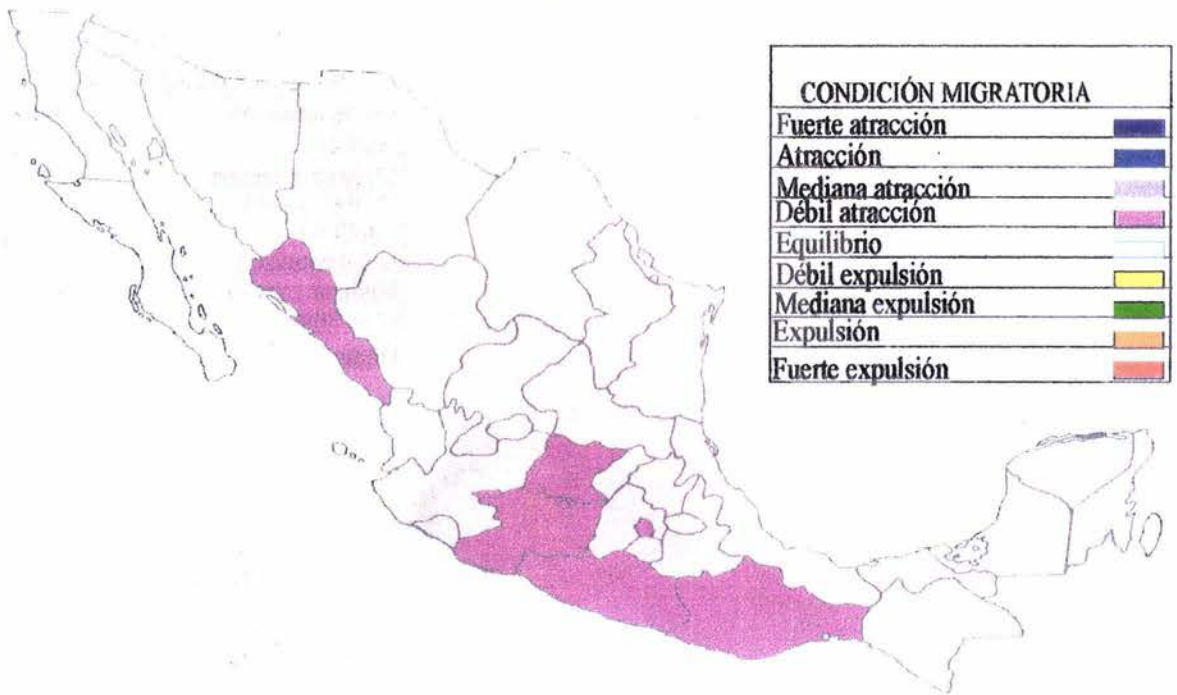 CONDICIÓN MIGRATORIA
Fuerte atracción
Atracción
Mediana atracción
Débil atracción
Equilibrio
Débil expulsión
Mediana expulsión
Expulsión
Fuerte expulsión